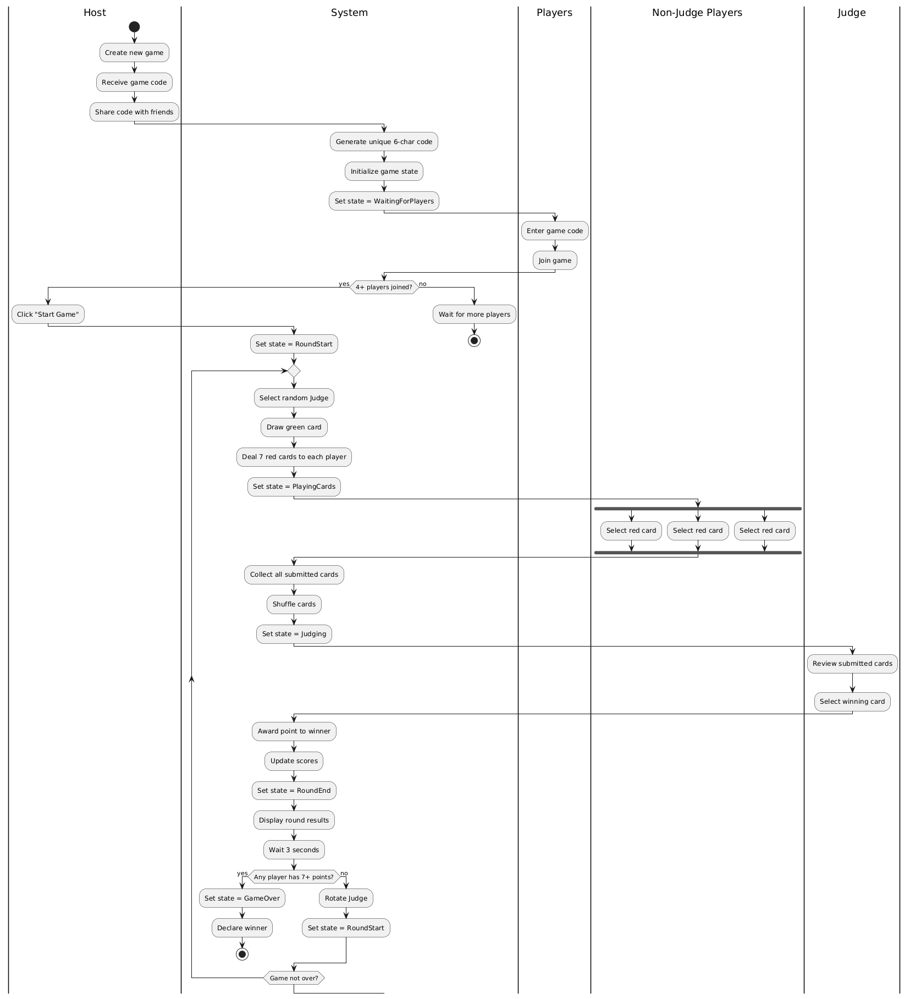 Host
System
Players
Non-Judge Players
Judge
Create new game
Receive game code
Share code with friends
Generate unique 6-char code
Initialize game state
Set state = WaitingForPlayers
Enter game code
Join game
yes
4+ players joined?
no
Click "Start Game"
Wait for more players
Set state = RoundStart
Select random Judge
Draw green card
Deal 7 red cards to each player
Set state = PlayingCards
Select red card
Select red card
Select red card
Collect all submitted cards
Shuffle cards
Set state = Judging
Review submitted cards
Select winning card
Award point to winner
Update scores
Set state = RoundEnd
Display round results
Wait 3 seconds
yes
Any player has 7+ points?
no
Set state = GameOver
Rotate Judge
Declare winner
Set state = RoundStart
Game not over?